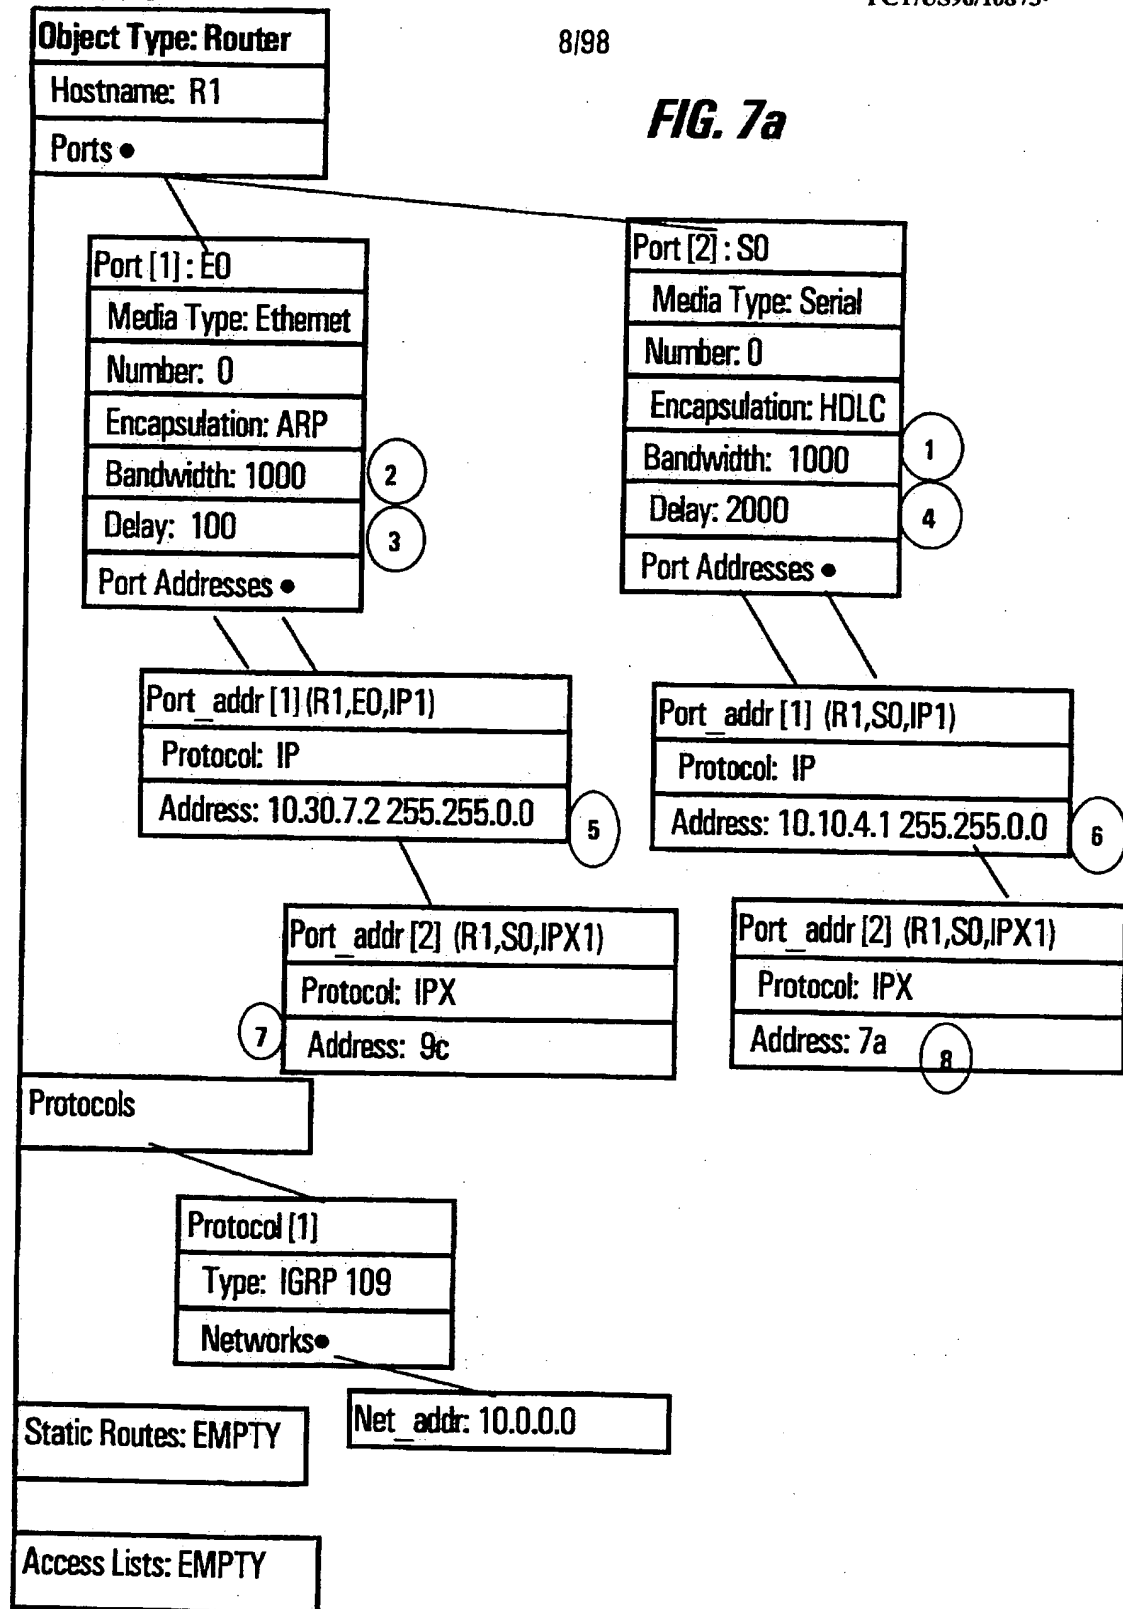 8/98
FIG. 7a
Object Type: Router
Hostname: R1
Ports •
Port [1] : E0
Media Type: Ethernet
Number: 0
Encapsulation: ARP
Bandwidth: 1000
2
Delay: 100
3
Port Addresses •
Port [2] : S0
Media Type: Serial
Number: 0
Encapsulation: HDLC
Bandwidth: 1000
1
Delay: 2000
4
Port Addresses •
Port_addr [1] (R1,E0,IP1)
Protocol: IP
Address: 10.30.7.2 255.255.0.0
5
Port_addr [1] (R1,S0,IP1)
Protocol: IP
Address: 10.10.4.1 255.255.0.0
6
Port_addr [2] (R1,S0,IPX1)
Protocol: IPX
7
Address: 9c
Port_addr [2] (R1,S0,IPX1)
Protocol: IPX
Address: 7a
8
Protocols
Protocol [1]
Type: IGRP 109
Networks•
Net_addr: 10.0.0.0
Static Routes: EMPTY
Access Lists: EMPTY